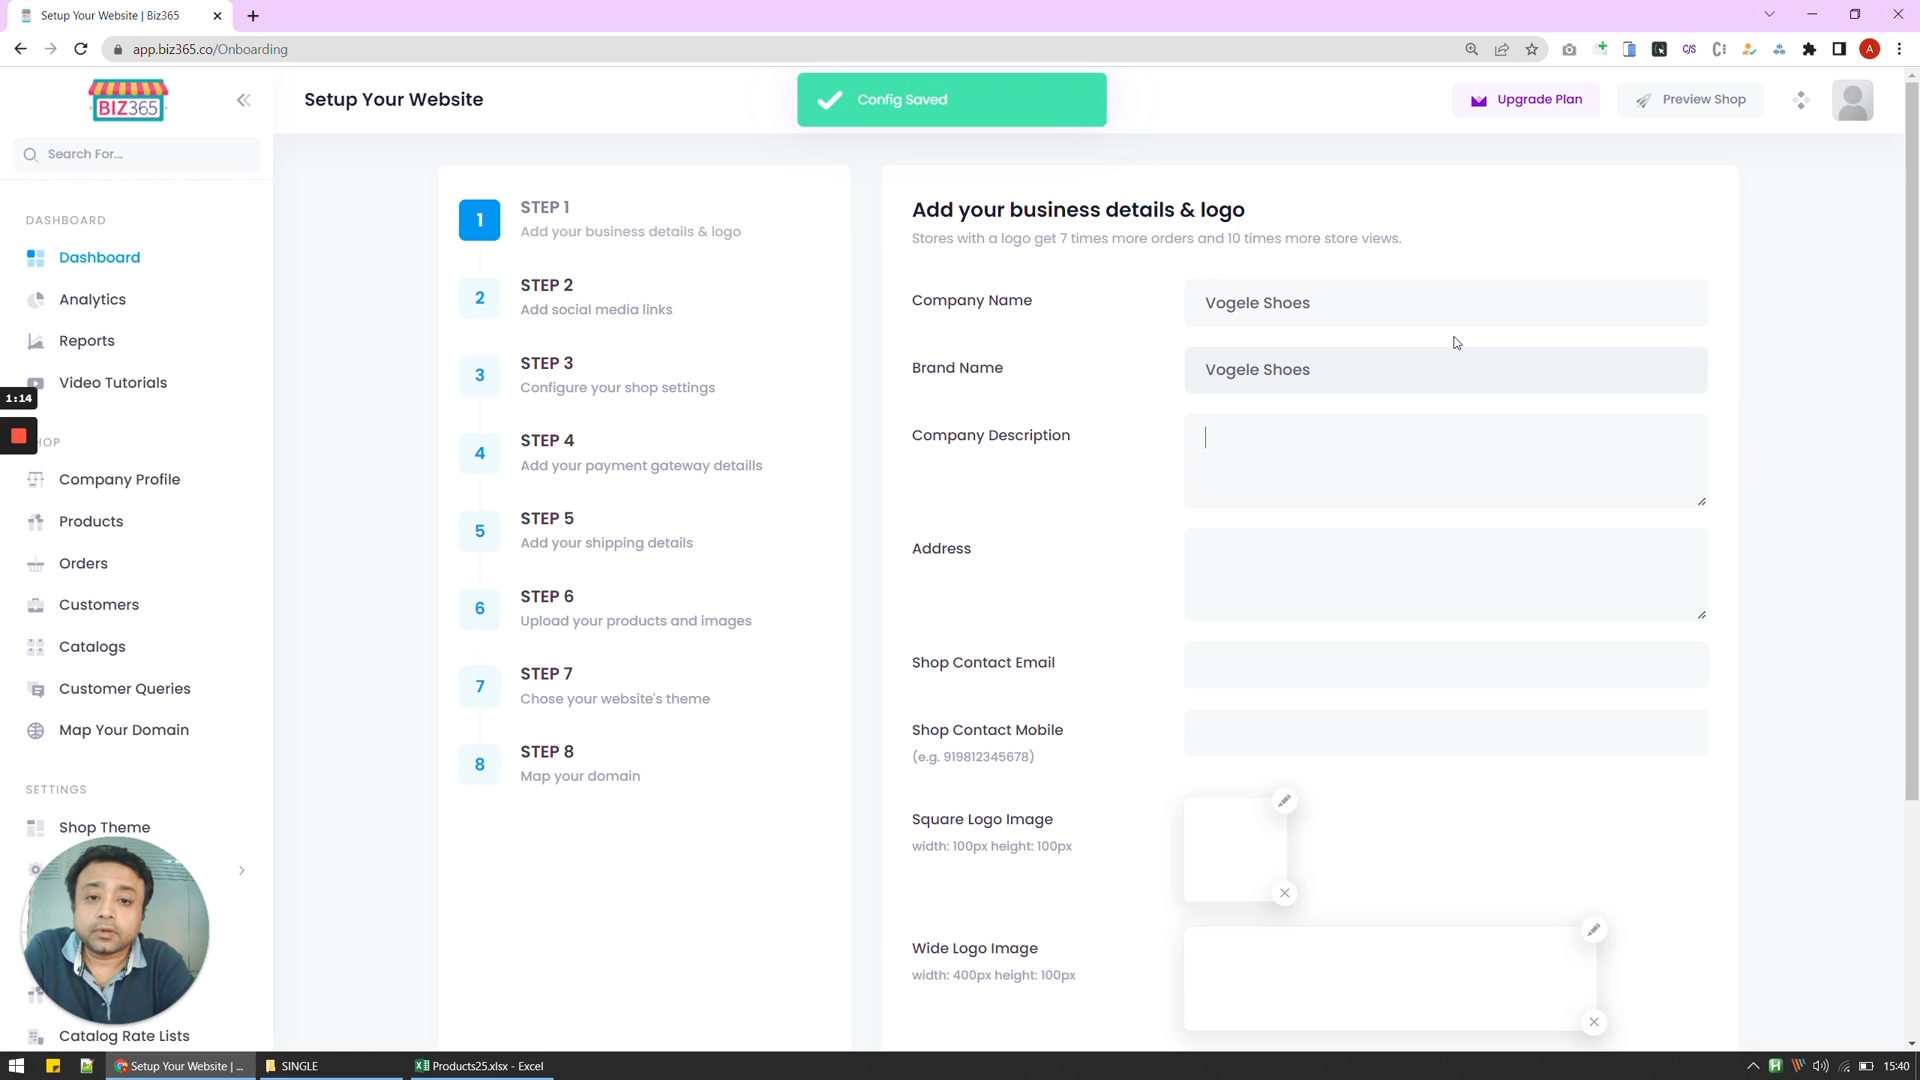 Setup Your Website | Biz365
app.biz365.co/Onboarding
A
BIZ365
Setup Your Website
Config Saved
Upgrade Plan
Preview Shop
Search For...
DASHBOARD
Dashboard
Analytics
Reports
Video Tutorials
1:14
HOP
Company Profile
Products
Orders
Customers
Catalogs
Customer Queries
Map Your Domain
SETTINGS
Shop Theme
Catalog Rate Lists
1
STEP 1
Add your business details & logo
2
STEP 2
Add social media links
3
STEP 3
Configure your shop settings
4
STEP 4
Add your payment gateway detaills
5
STEP 5
Add your shipping details
6
STEP 6
Upload your products and images
7
STEP 7
Chose your website's theme
8
STEP 8
Map your domain
Add your business details & logo
Stores with a logo get 7 times more orders and 10 times more store views.
Company Name
Vogele Shoes
Brand Name
Vogele Shoes
Company Description
Address
Shop Contact Email
Shop Contact Mobile
(e.g. 919812345678)
Square Logo Image
width: 100px height: 100px
Wide Logo Image
width: 400px height: 100px
Setup Your Website | ...
SINGLE
Products25.xlsx - Excel
15:40